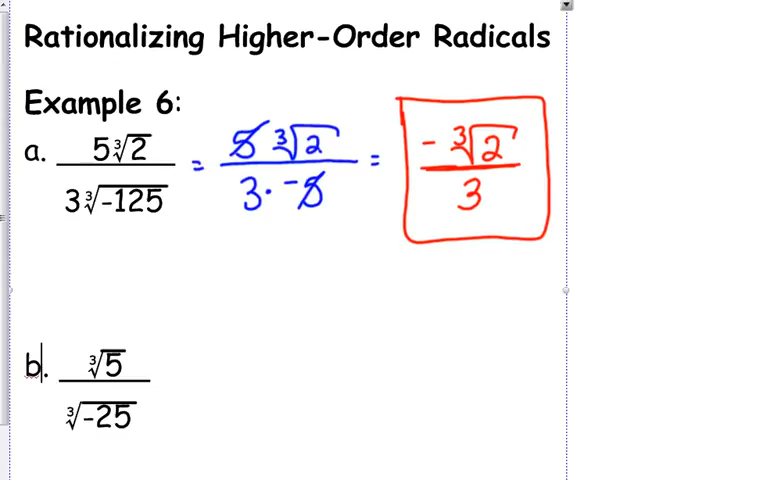 Rationalizing Higher-Order Radicals
Example 6:
a. 5∛2 / 3∛-125 = 5∛2 / 3·-5 = -∛2 / 3
b. ∛5 / ∛-25